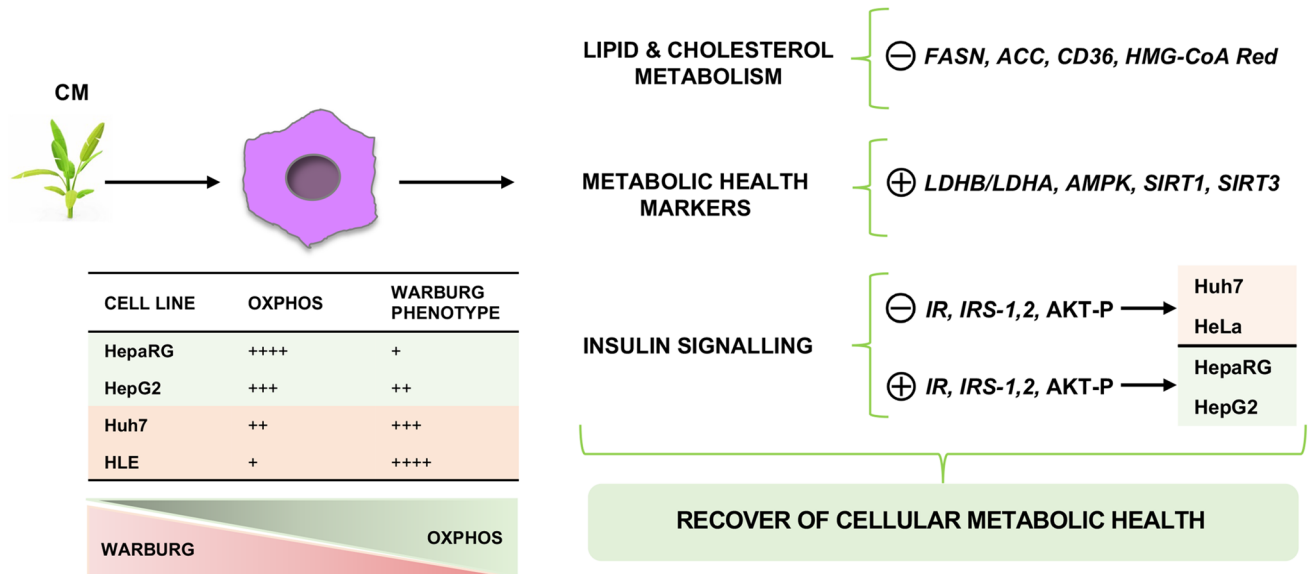 CM
CELL LINE OXPHOS WARBURG PHENOTYPE
HepaRG ++++ +
HepG2 +++ ++
Huh7 ++ +++
HLE + ++++
WARBURG
OXPHOS
LIPID & CHOLESTEROL
METABOLISM
− FASN, ACC, CD36, HMG-CoA Red
METABOLIC HEALTH
MARKERS
+ LDHB/LDHA, AMPK, SIRT1, SIRT3
INSULIN SIGNALLING
− IR, IRS-1,2, AKT-P
Huh7
HeLa
+ IR, IRS-1,2, AKT-P
HepaRG
HepG2
RECOVER OF CELLULAR METABOLIC HEALTH